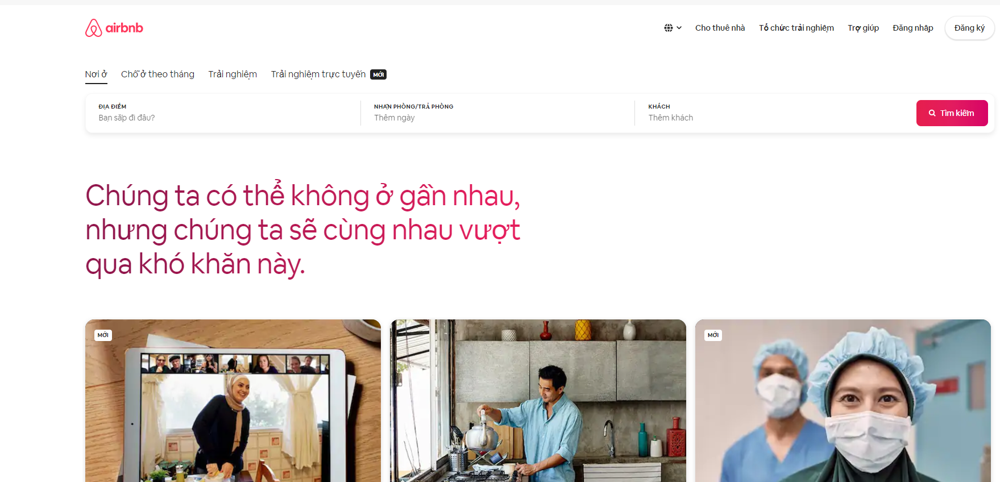 airbnb
Cho thuê nhà Tổ chức trải nghiệm Trợ giúp Đăng nhập Đăng ký
Nơi ở Chỗ ở theo tháng Trải nghiệm Trải nghiệm trực tuyến MỚI
ĐỊA ĐIỂM NHẬN PHÒNG/TRẢ PHÒNG KHÁCH
Bạn sắp đi đâu? Thêm ngày Thêm khách Tìm kiếm
Chúng ta có thể không ở gần nhau,
nhưng chúng ta sẽ cùng nhau vượt
qua khó khăn này.
MỚI MỚI